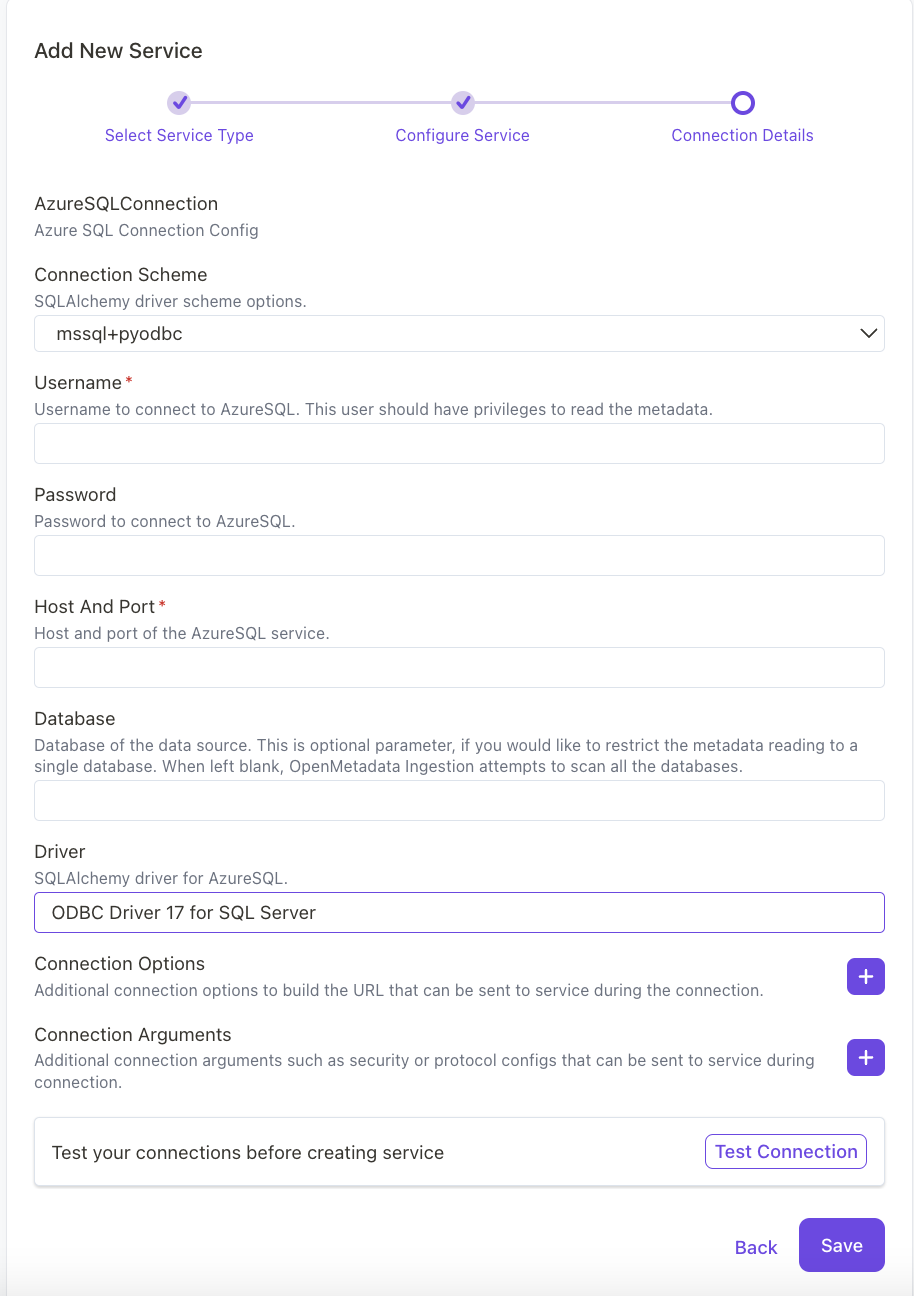 Add New Service
Select Service Type
Configure Service
Connection Details
AzureSQLConnection
Azure SQL Connection Config
Connection Scheme
SQLAlchemy driver scheme options.
mssql+pyodbc
Username*
Username to connect to AzureSQL. This user should have privileges to read the metadata.
Password
Password to connect to AzureSQL.
Host And Port*
Host and port of the AzureSQL service.
Database
Database of the data source. This is optional parameter, if you would like to restrict the metadata reading to a
single database. When left blank, OpenMetadata Ingestion attempts to scan all the databases.
Driver
SQLAlchemy driver for AzureSQL.
ODBC Driver 17 for SQL Server
Connection Options
Additional connection options to build the URL that can be sent to service during the connection.
Connection Arguments
Additional connection arguments such as security or protocol configs that can be sent to service during
connection.
Test your connections before creating service
Test Connection
Back
Save